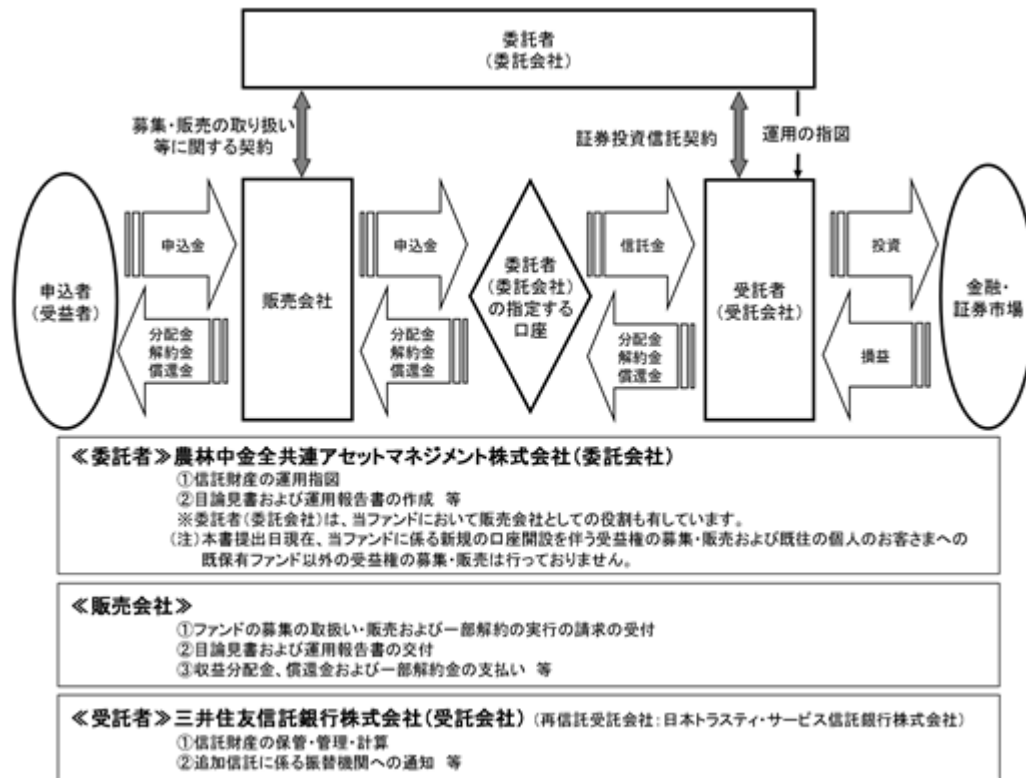 委託者
(委託会社)
募集・販売の取り扱い
等に関する契約
証券投資信託契約
運用の指図
申込金
申込金
信託金
投資
申込者
(受益者)
販売会社
委託者
(委託会社)
の指定する
口座
受託者
(受託会社)
金融・
証券市場
分配金
解約金
償還金
分配金
解約金
償還金
分配金
解約金
償還金
損益
≪委託者≫農林中金全共連アセットマネジメント株式会社(委託会社)
①信託財産の運用指図
②目論見書および運用報告書の作成 等
※委託者(委託会社)は、当ファンドにおいて販売会社としての役割も有しています。
(注)本書提出日現在、当ファンドに係る新規の口座開設を伴う受益権の募集・販売および既往の個人のお客さまへの
既保有ファンド以外の受益権の募集・販売は行っておりません。
≪販売会社≫
①ファンドの募集の取扱い・販売および一部解約の実行の請求の受付
②目論見書および運用報告書の交付
③収益分配金、償還金および一部解約金の支払い 等
≪受託者≫三井住友信託銀行株式会社(受託会社) (再信託受託会社:日本トラスティ・サービス信託銀行株式会社)
①信託財産の保管・管理・計算
②追加信託に係る振替機関への通知 等